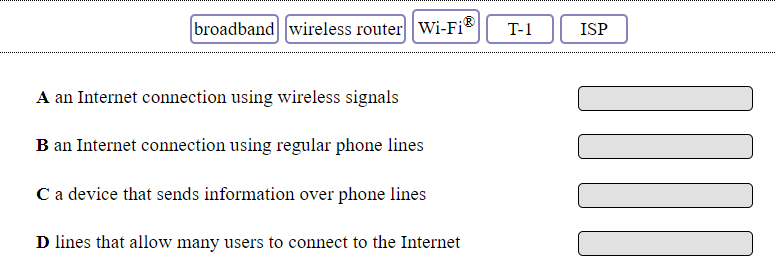 broadband wireless router Wi-Fi® T-1 ISP
A an Internet connection using wireless signals
B an Internet connection using regular phone lines
C a device that sends information over phone lines
D lines that allow many users to connect to the Internet